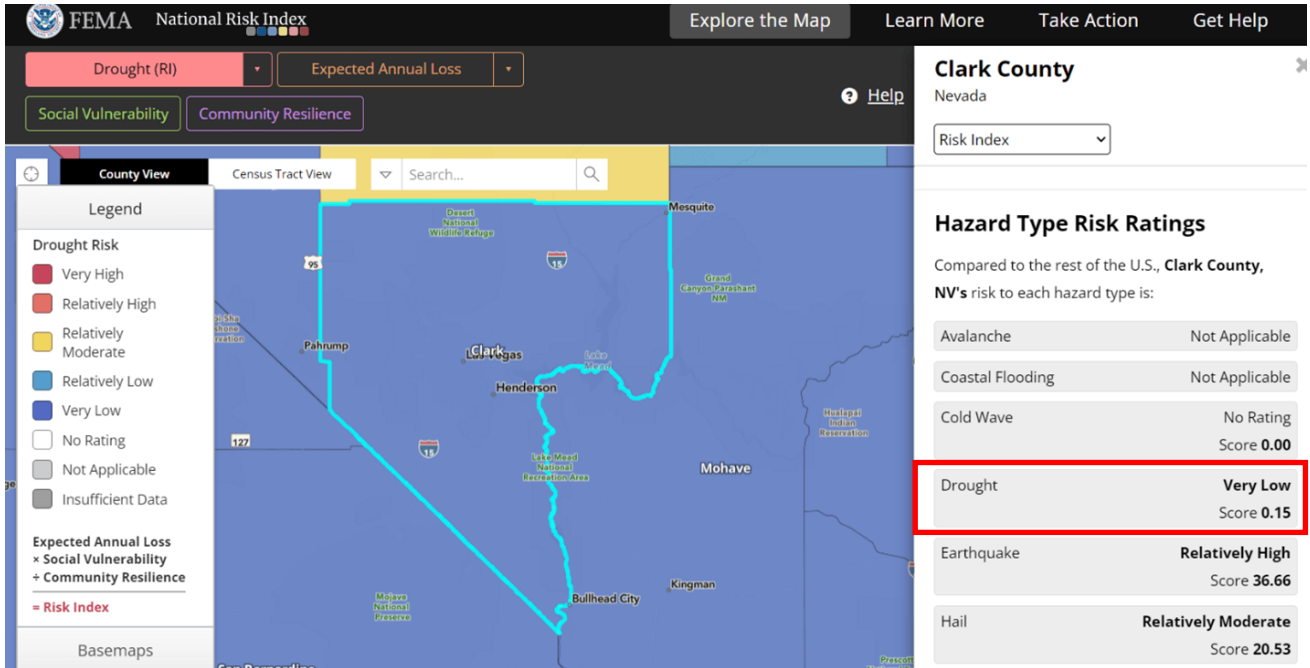 FEMA National Risk Index
Explore the Map Learn More Take Action Get Help
Drought (RI) Expected Annual Loss
Social Vulnerability Community Resilience
? Help
County View Census Tract View Search...
Legend
Drought Risk
Very High
Relatively High
Relatively
Moderate
Relatively Low
Very Low
No Rating
Not Applicable
Insufficient Data
Expected Annual Loss
× Social Vulnerability
÷ Community Resilience
= Risk Index
Basemaps
Mesquite
Desert
National
Wildlife Refuge
95
15
Grand
Canyon-Parashant
NM
Pahrump
Clark
Las Vegas
Lake
Mead
Henderson
Hualapai
Indian
Reservation
127
15
Lake Mead
National
Recreation Area
Mohave
Kingman
Mojave
National
Preserve
Bullhead City
San Bernardino
Prescott
Clark County
Nevada
Risk Index
Hazard Type Risk Ratings
Compared to the rest of the U.S., Clark County,
NV's risk to each hazard type is:
Avalanche Not Applicable
Coastal Flooding Not Applicable
Cold Wave No Rating
Score 0.00
Drought Very Low
Score 0.15
Earthquake Relatively High
Score 36.66
Hail Relatively Moderate
Score 20.53